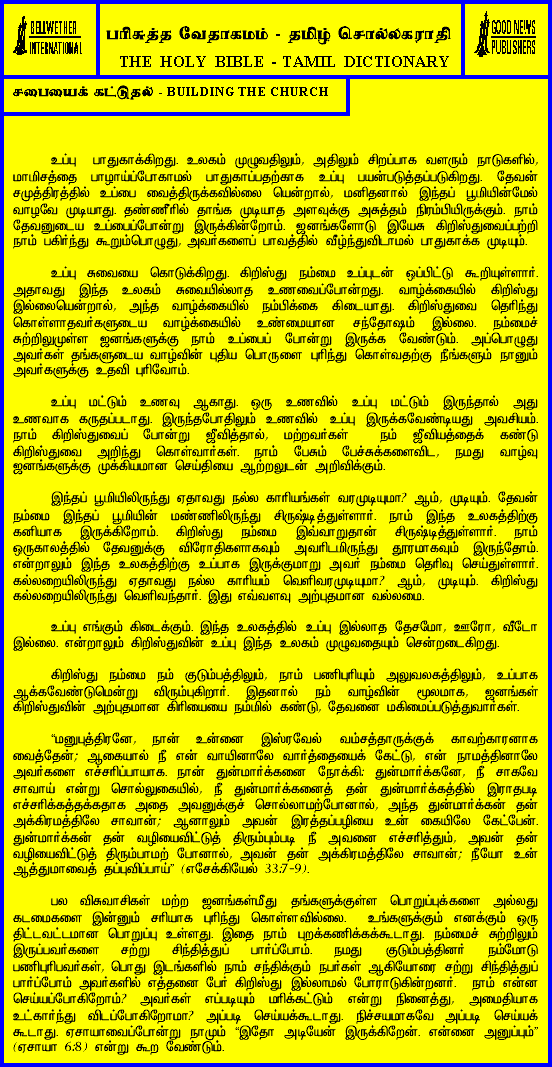 BELLWETHER
INTERNATIONAL
பரிசுத்த வேதாகமம் - தமிழ் சொல்லகராதி
THE HOLY BIBLE - TAMIL DICTIONARY
GOOD NEWS
PUBLISHERS
சபையைக் கட்டுதல் - BUILDING THE CHURCH
உப்பு பாதுகாக்கிறது. உலகம் முழுவதிலும், அதிலும் சிறப்பாக வளரும் நாடுகளில்,
மாமிசத்தை பாழாய்ப்போகாமல் பாதுகாப்பதற்காக உப்பு பயன்படுத்தப்படுகிறது. தேவன்
சமுத்திரத்தில் உப்பை வைத்திருக்கவில்லை யென்றால், மனிதனால் இந்தப் பூமியின்மேல்
வாழவே முடியாது. தண்ணீரில் தாங்க முடியாத அளவுக்கு அசுத்தம் நிரம்பியிருக்கும். நாம்
தேவனுடைய உப்பைப்போன்று இருக்கின்றோம். ஜனங்களோடு இயேசு கிறிஸ்துவைப்பற்றி
நாம் பகிர்ந்து கூறும்பொழுது, அவர்களைப் பாவத்தில் வீழ்ந்துவிடாமல் பாதுகாக்க முடியும்.
உப்பு சுவையை கொடுக்கிறது. கிறிஸ்து நம்மை உப்புடன் ஒப்பிட்டு கூறியுள்ளார்.
அதாவது இந்த உலகம் சுவையில்லாத உணவைப்போன்றது. வாழ்க்கையில் கிறிஸ்து
இல்லையென்றால், அந்த வாழ்க்கையில் நம்பிக்கை கிடையாது. கிறிஸ்துவை தெரிந்து
கொள்ளாதவர்களுடைய வாழ்க்கையில் உண்மையான சந்தோஷம் இல்லை. நம்மைச்
சுற்றிலுமுள்ள ஜனங்களுக்கு நாம் உப்பைப் போன்று இருக்க வேண்டும். அப்பொழுது
அவர்கள் தங்களுடைய வாழ்வின் புதிய பொருளை புரிந்து கொள்வதற்கு நீங்களும் நானும்
அவர்களுக்கு உதவி புரிவோம்.
உப்பு மட்டும் உணவு ஆகாது. ஒரு உணவில் உப்பு மட்டும் இருந்தால் அது
உணவாக கருதப்படாது. இருந்தபோதிலும் உணவில் உப்பு இருக்கவேண்டியது அவசியம்.
நாம் கிறிஸ்துவைப் போன்று ஜீவித்தால், மற்றவர்கள் நம் ஜீவியத்தைக் கண்டு
கிறிஸ்துவை அறிந்து கொள்வார்கள். நாம் பேசும் பேச்சுக்களைவிட, நமது வாழ்வு
ஜனங்களுக்கு முக்கியமான செய்தியை ஆற்றலுடன் அறிவிக்கும்.
இந்தப் பூமியிலிருந்து ஏதாவது நல்ல காரியங்கள் வரமுடியுமா? ஆம், முடியும். தேவன்
நம்மை இந்தப் பூமியின் மண்ணிலிருந்து சிருஷ்டித்துள்ளார். நாம் இந்த உலகத்திற்கு
கனியாக இருக்கிறோம். கிறிஸ்து நம்மை இவ்வாறுதான் சிருஷ்டித்துள்ளார். நாம்
ஒருகாலத்தில் தேவனுக்கு விரோதிகளாகவும் அவரிடமிருந்து தூரமாகவும் இருந்தோம்.
என்றாலும் இந்த உலகத்திற்கு உப்பாக இருக்குமாறு அவர் நம்மை தெரிவு செய்துள்ளார்.
கல்லறையிலிருந்து ஏதாவது நல்ல காரியம் வெளிவரமுடியுமா? ஆம், முடியும். கிறிஸ்து
கல்லறையிலிருந்து வெளிவந்தார். இது எவ்வளவு அற்புதமான வல்லமை.
உப்பு எங்கும் கிடைக்கும். இந்த உலகத்தில் உப்பு இல்லாத தேசமோ, ஊரோ, வீடோ
இல்லை. என்றாலும் கிறிஸ்துவின் உப்பு இந்த உலகம் முழுவதையும் சென்றடைகிறது.
கிறிஸ்து நம்மை நம் குடும்பத்திலும், நாம் பணிபுரியும் அலுவலகத்திலும், உப்பாக
ஆக்கவேண்டுமென்று விரும்புகிறார். இதனால் நம் வாழ்வின் மூலமாக, ஜனங்கள்
கிறிஸ்துவின் அற்புதமான கிரியையை நம்மில் கண்டு, தேவனை மகிமைப்படுத்துவார்கள்.
“மனுபுத்திரனே, நான் உன்னை இஸ்ரவேல் வம்சத்தாருக்குக் காவற்காரனாக
வைத்தேன்; ஆகையால் நீ என் வாயினாலே வார்த்தையைக் கேட்டு, என் நாமத்தினாலே
அவர்களை எச்சரிப்பாயாக. நான் துன்மார்க்கனை நோக்கி: துன்மார்க்கனே, நீ சாகவே
சாவாய் என்று சொல்லுகையில், நீ துன்மார்க்கனைத் தன் துன்மார்க்கத்தில் இராதபடி
எச்சரிக்கத்தக்கதாக அதை அவனுக்குச் சொல்லாமற்போனால், அந்த துன்மார்க்கன் தன்
அக்கிரமத்திலே சாவான்; ஆனாலும் அவன் இரத்தப்பழியை உன் கையிலே கேட்பேன்.
துன்மார்க்கன் தன் வழியைவிட்டுத் திரும்பும்படி நீ அவனை எச்சரித்தும், அவன் தன்
வழியைவிட்டுத் திரும்பாமற் போனால், அவன் தன் அக்கிரமத்திலே சாவான்; நீயோ உன்
ஆத்துமாவைத் தப்புவிப்பாய்” (எசேக்கியேல் 33:7-9).
பல விசுவாசிகள் மற்ற ஜனங்கள்மீது தங்களுக்குள்ள பொறுப்புக்களை அல்லது
கடமைகளை இன்னும் சரியாக புரிந்து கொள்ளவில்லை. உங்களுக்கும் எனக்கும் ஒரு
திட்டவட்டமான பொறுப்பு உள்ளது. இதை நாம் புறக்கணிக்கக்கூடாது. நம்மைச் சுற்றிலும்
இருப்பவர்களை சற்று சிந்தித்துப் பார்ப்போம். நமது குடும்பத்தினர் நம்மோடு
பணிபுரிபவர்கள், பொது இடங்களில் நாம் சந்திக்கும் நபர்கள் ஆகியோரை சற்று சிந்தித்துப்
பார்ப்போம் அவர்களில் எத்தனை பேர் கிறிஸ்து இல்லாமல் போராடுகின்றனர். நாம் என்ன
செய்யப்போகிறோம்? அவர்கள் எப்படியும் மரிக்கட்டும் என்று நினைத்து, அமைதியாக
உட்கார்ந்து விடப்போகிறோமா? அப்படி செய்யக்கூடாது. நிச்சயமாகவே அப்படி செய்யக்
கூடாது. ஏசாயாவைப்போன்று நாமும் “இதோ அடியேன் இருக்கிறேன். என்னை அனுப்பும்”
(ஏசாயா 6:8) என்று கூற வேண்டும்.